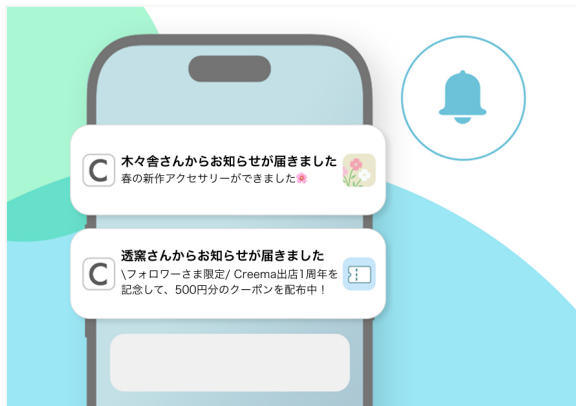 C
木々舎さんからお知らせが届きました
春の新作アクセサリーができました🌸
C
透窯さんからお知らせが届きました
\フォロワーさま限定/ Creema出店1周年を
記念して、500円分のクーポンを配布中！